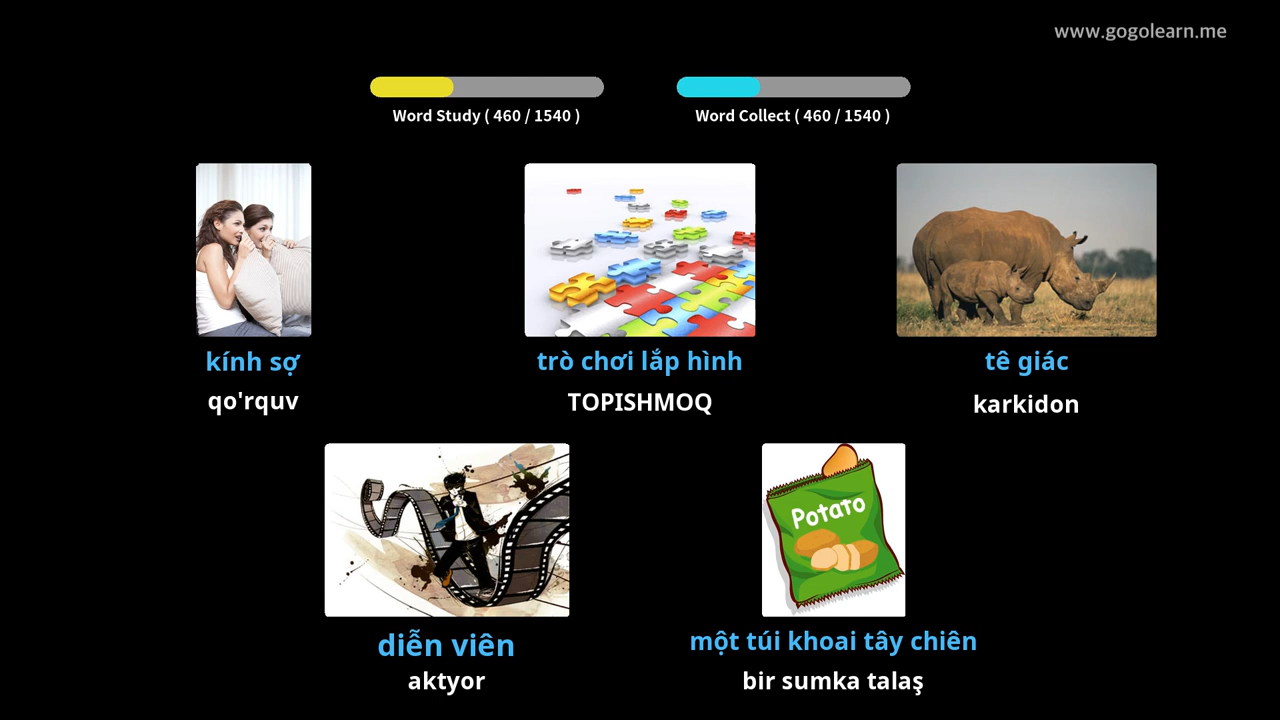 www.gogolearn.me
Word Study ( 460 / 1540 )
Word Collect ( 460 / 1540 )
kính sợ
qo'rquv
trò chơi lắp hình
TOPISHMOQ
tê giác
karkidon
Potato
diễn viên
aktyor
một túi khoai tây chiên
bir sumka talaş